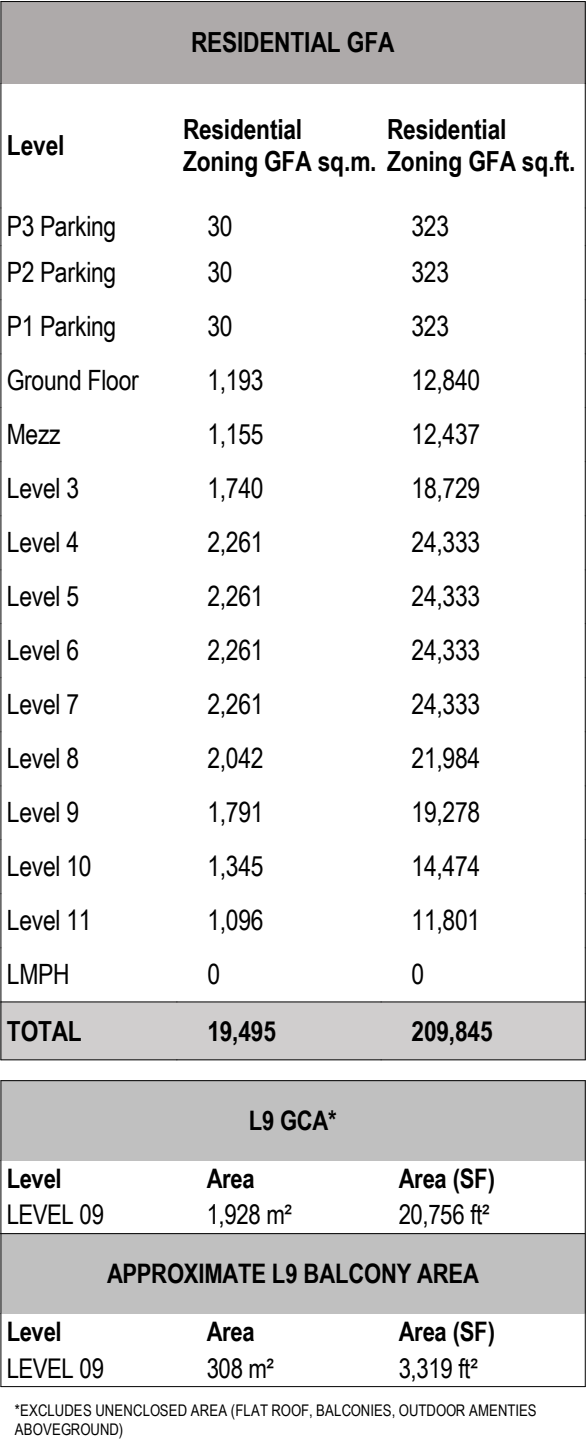 RESIDENTIAL GFA
Level Residential Zoning GFA sq.m. Residential Zoning GFA sq.ft.
P3 Parking 30 323
P2 Parking 30 323
P1 Parking 30 323
Ground Floor 1,193 12,840
Mezz 1,155 12,437
Level 3 1,740 18,729
Level 4 2,261 24,333
Level 5 2,261 24,333
Level 6 2,261 24,333
Level 7 2,261 24,333
Level 8 2,042 21,984
Level 9 1,791 19,278
Level 10 1,345 14,474
Level 11 1,096 11,801
LMPH 0 0
TOTAL 19,495 209,845
L9 GCA*
Level Area Area (SF)
LEVEL 09 1,928 m² 20,756 ft²
APPROXIMATE L9 BALCONY AREA
Level Area Area (SF)
LEVEL 09 308 m² 3,319 ft²
*EXCLUDES UNENCLOSED AREA (FLAT ROOF, BALCONIES, OUTDOOR AMENTIES
ABOVEGROUND)